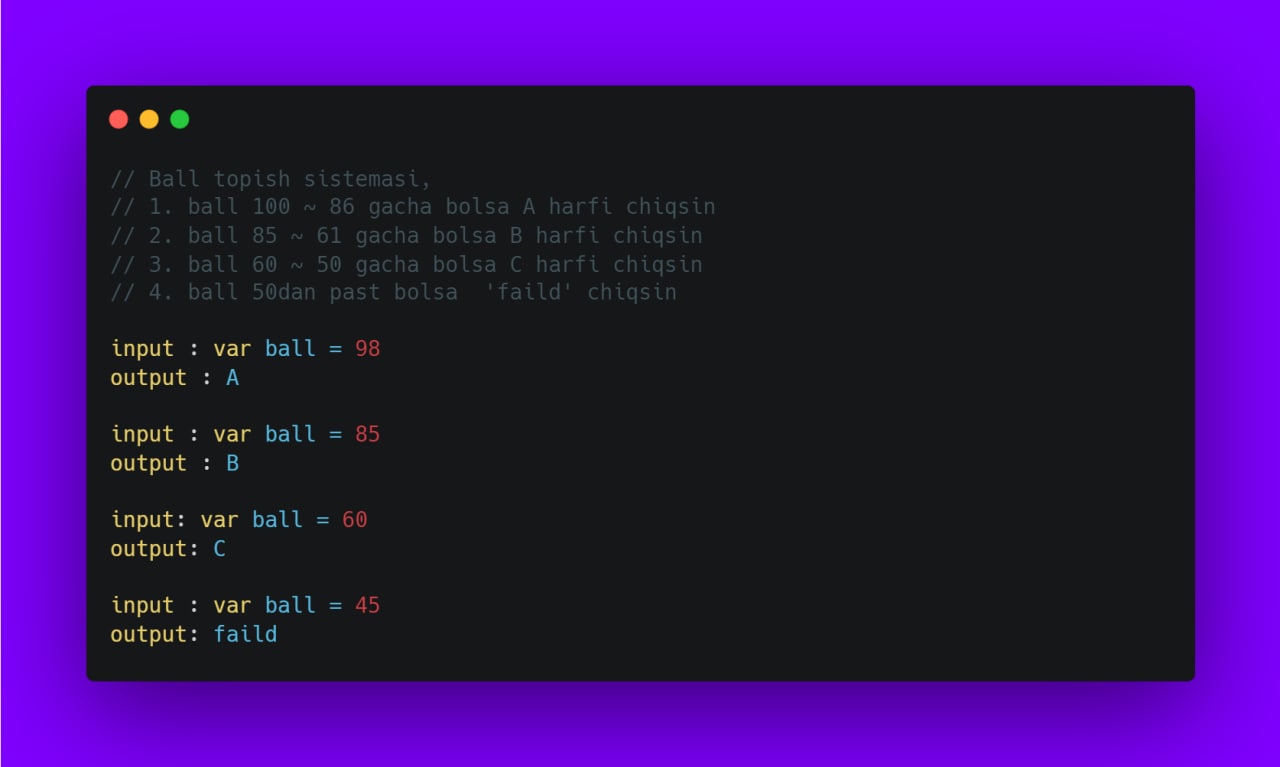 // Ball topish sistemasi,
// 1. ball 100 ~ 86 gacha bolsa A harfi chiqsin
// 2. ball 85 ~ 61 gacha bolsa B harfi chiqsin
// 3. ball 60 ~ 50 gacha bolsa C harfi chiqsin
// 4. ball 50dan past bolsa  'faild' chiqsin
input : var ball = 98
output : A
input : var ball = 85
output : B
input: var ball = 60
output: C
input : var ball = 45
output: faild